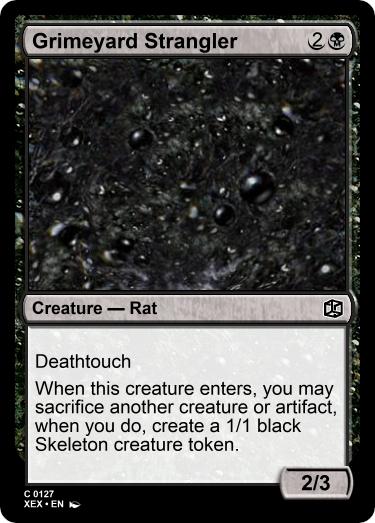 Grimeyard Strangler 2
Creature — Rat
Deathtouch
When this creature enters, you may
sacrifice another creature or artifact,
when you do, create a 1/1 black
Skeleton creature token.
2/3
C 0127
XEX • EN